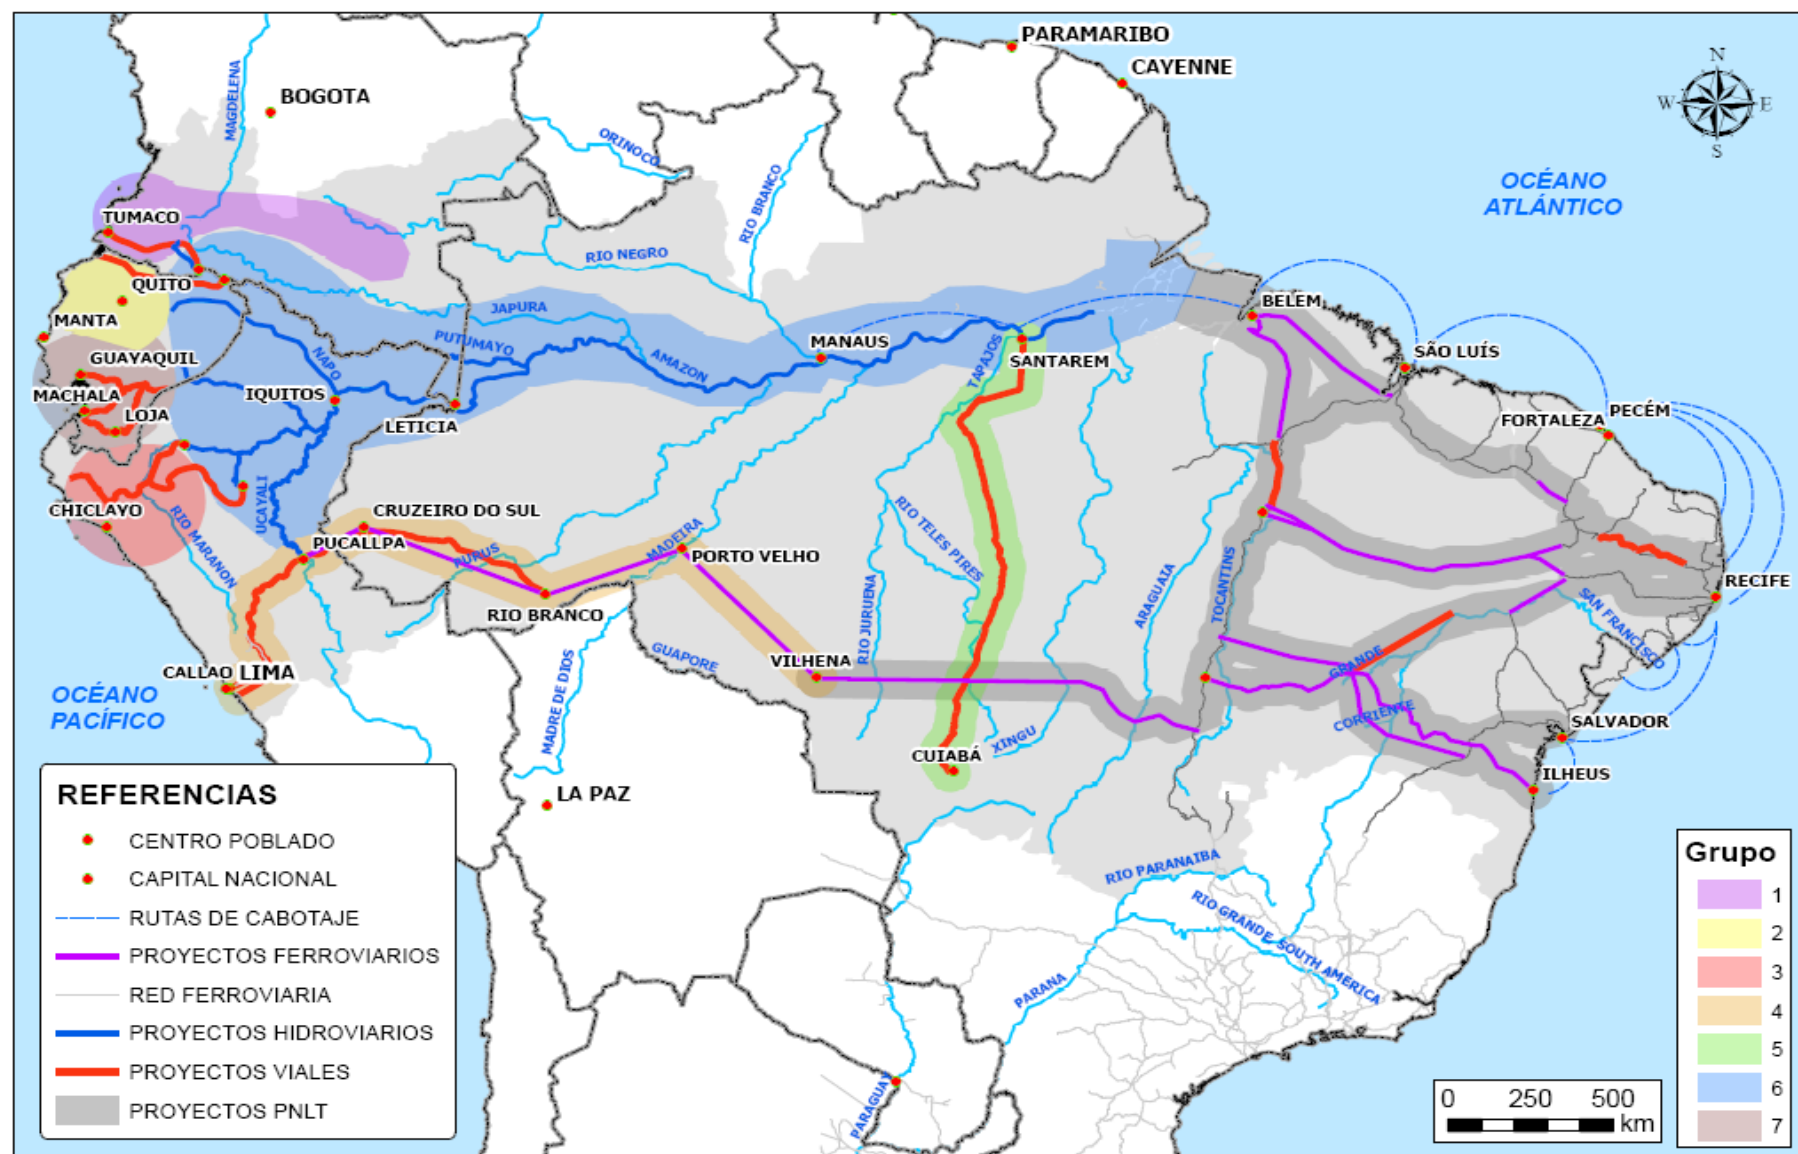 PARAMARIBO
CAYENNE
BOGOTA
MAGDELENA
ORINOCO
RIO BRANCO
N
W
E
S
OCÉANO
ATLÁNTICO
TUMACO
RIO NEGRO
QUITO
MANTA
JAPURA
PUTUMAYO
BELEM
GUAYAQUIL
NAPO
AMAZON
MANAUS
TAPAJOS
SANTAREM
SÃO LUÍS
MACHALA
LOJA
IQUITOS
LETICIA
FORTALEZA
PECÉM
CHICLAYO
RIO MARANON
UCAYALI
CRUZEIRO DO SUL
PUCALLPA
PURUS
MADEIRA
PORTO VELHO
RIO TELES PIRES
RIO JURUENA
ARAGUAIA
TOCANTINS
RECIFE
SAN FRANCISCO
RIO BRANCO
GUAPORE
VILHENA
GRANDE
CALLAO
LIMA
MADRE DE DIOS
CORRIENTE
OCÉANO
PACÍFICO
SALVADOR
CUIABÁ
XINGU
ILHEUS
LA PAZ
RIO PARANAIBA
RIO GRANDE, SOUTH AMERICA
PARANA
PARAGUAY
REFERENCIAS
CENTRO POBLADO
CAPITAL NACIONAL
RUTAS DE CABOTAJE
PROYECTOS FERROVIARIOS
RED FERROVIARIA
PROYECTOS HIDROVIARIOS
PROYECTOS VIALES
PROYECTOS PNLT
Grupo
1
2
3
4
5
6
7
0 250 500
km